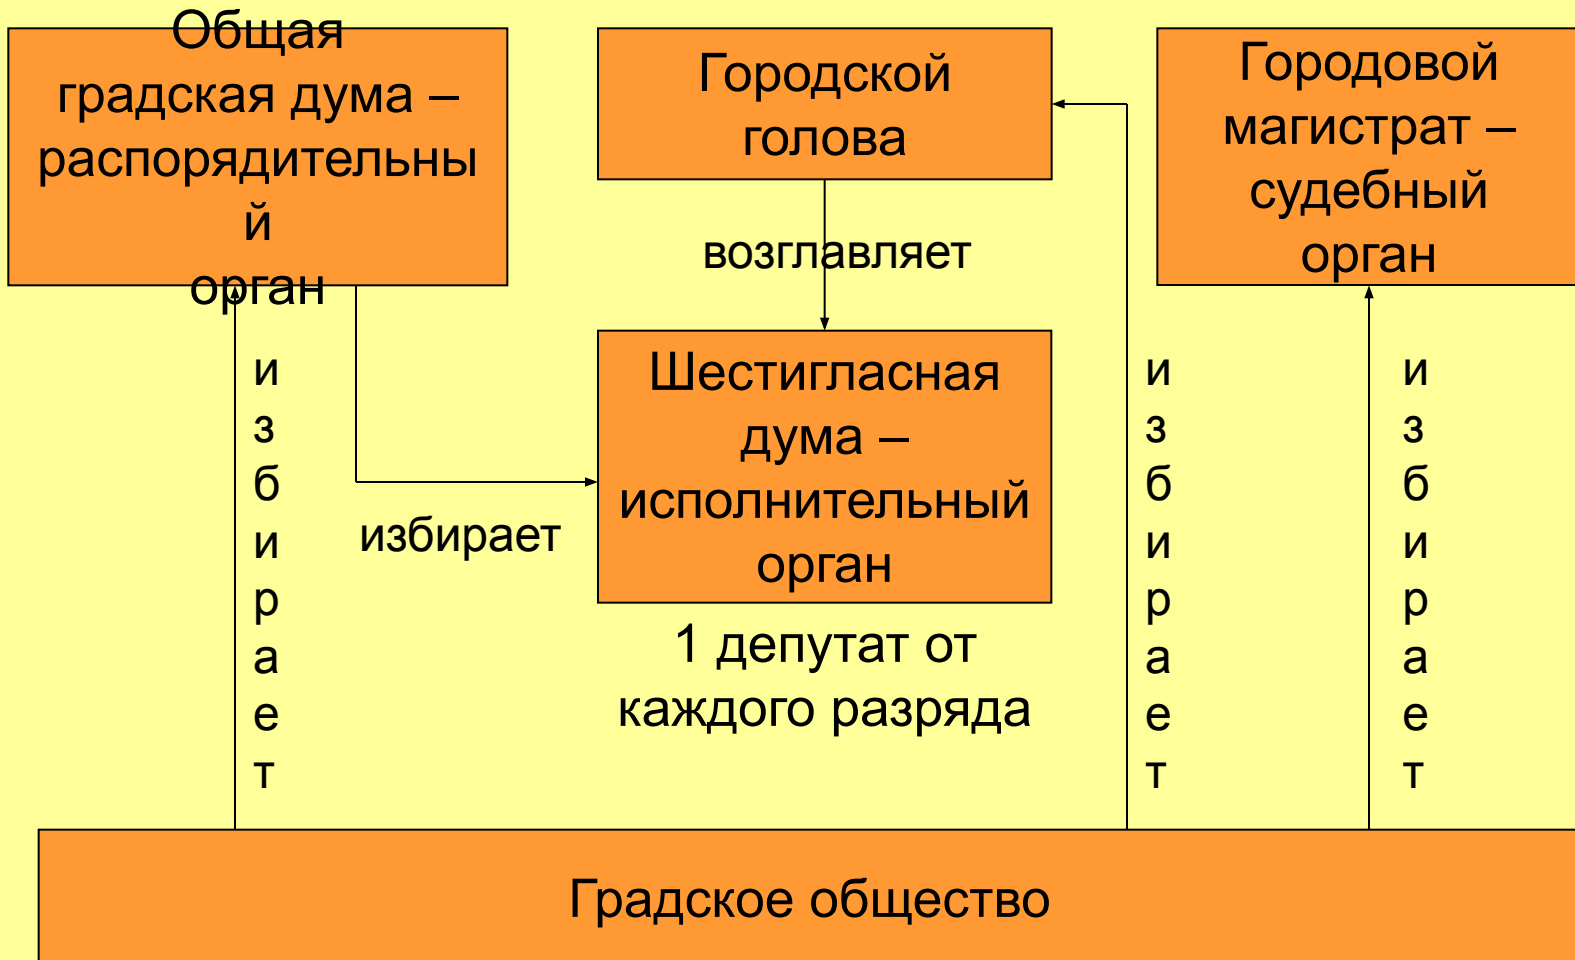 Общая
градская дума –
распорядительны
й
орган
Городской
голова
Городовой
магистрат –
судебный
орган
возглавляет
Шестигласная
дума –
исполнительный
орган
избирает
1 депутат от
каждого разряда
и
з
б
и
р
а
е
т
и
з
б
и
р
а
е
т
и
з
б
и
р
а
е
т
Градское общество